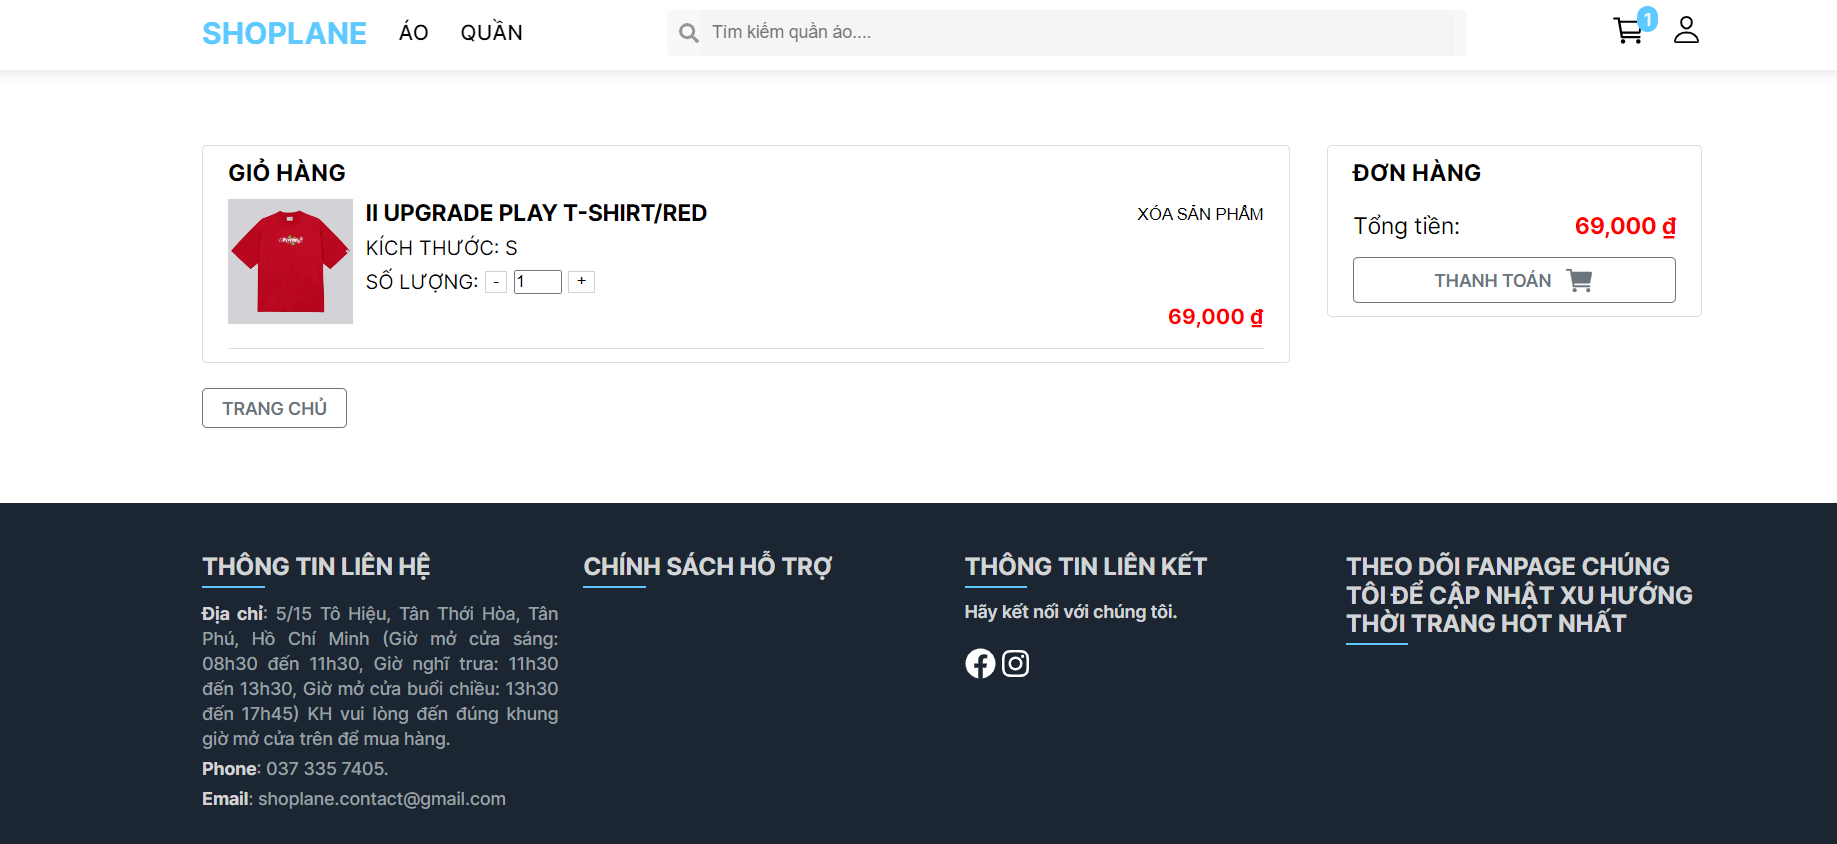 SHOPLANE ÁO QUẦN Tìm kiếm quần áo.... 1
GIỎ HÀNG
II UPGRADE PLAY T-SHIRT/RED XÓA SẢN PHẨM
KÍCH THƯỚC: S
SỐ LƯỢNG: - 1 +
69,000 ₫
ĐƠN HÀNG
Tổng tiền: 69,000 ₫
THANH TOÁN
TRANG CHỦ
THÔNG TIN LIÊN HỆ
Địa chỉ: 5/15 Tô Hiệu, Tân Thới Hòa, Tân
Phú, Hồ Chí Minh (Giờ mở cửa sáng:
08h30 đến 11h30, Giờ nghĩ trưa: 11h30
đến 13h30, Giờ mở cửa buổi chiều: 13h30
đến 17h45) KH vui lòng đến đúng khung
giờ mở cửa trên để mua hàng.
Phone: 037 335 7405.
Email: shoplane.contact@gmail.com
CHÍNH SÁCH HỖ TRỢ
THÔNG TIN LIÊN KẾT
Hãy kết nối với chúng tôi.
THEO DÕI FANPAGE CHÚNG
TÔI ĐỂ CẬP NHẬT XU HƯỚNG
THỜI TRANG HOT NHẤT